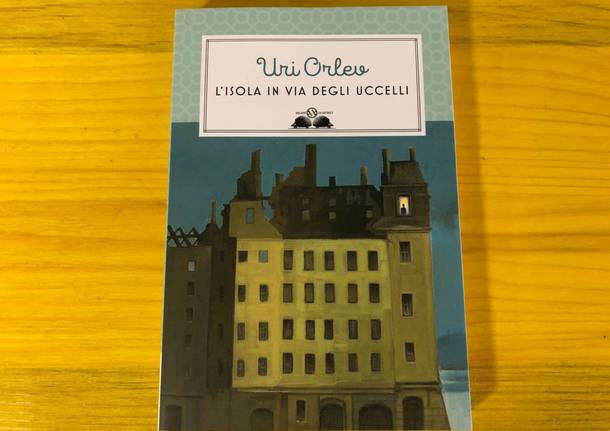 Uri Orlev
L'ISOLA IN VIA DEGLI UCCELLI